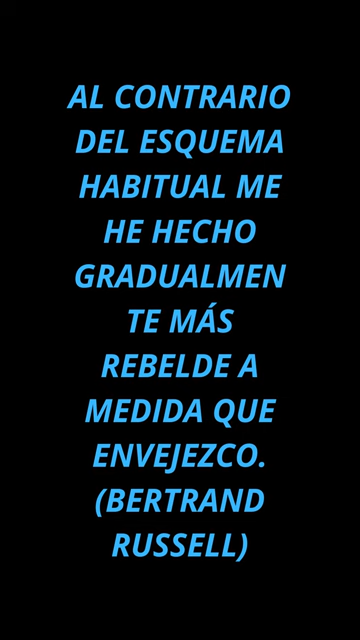 AL CONTRARIO
DEL ESQUEMA
HABITUAL ME
HE HECHO
GRADUALMEN
TE MÁS
REBELDE A
MEDIDA QUE
ENVEJEZCO.
(BERTRAND
RUSSELL)